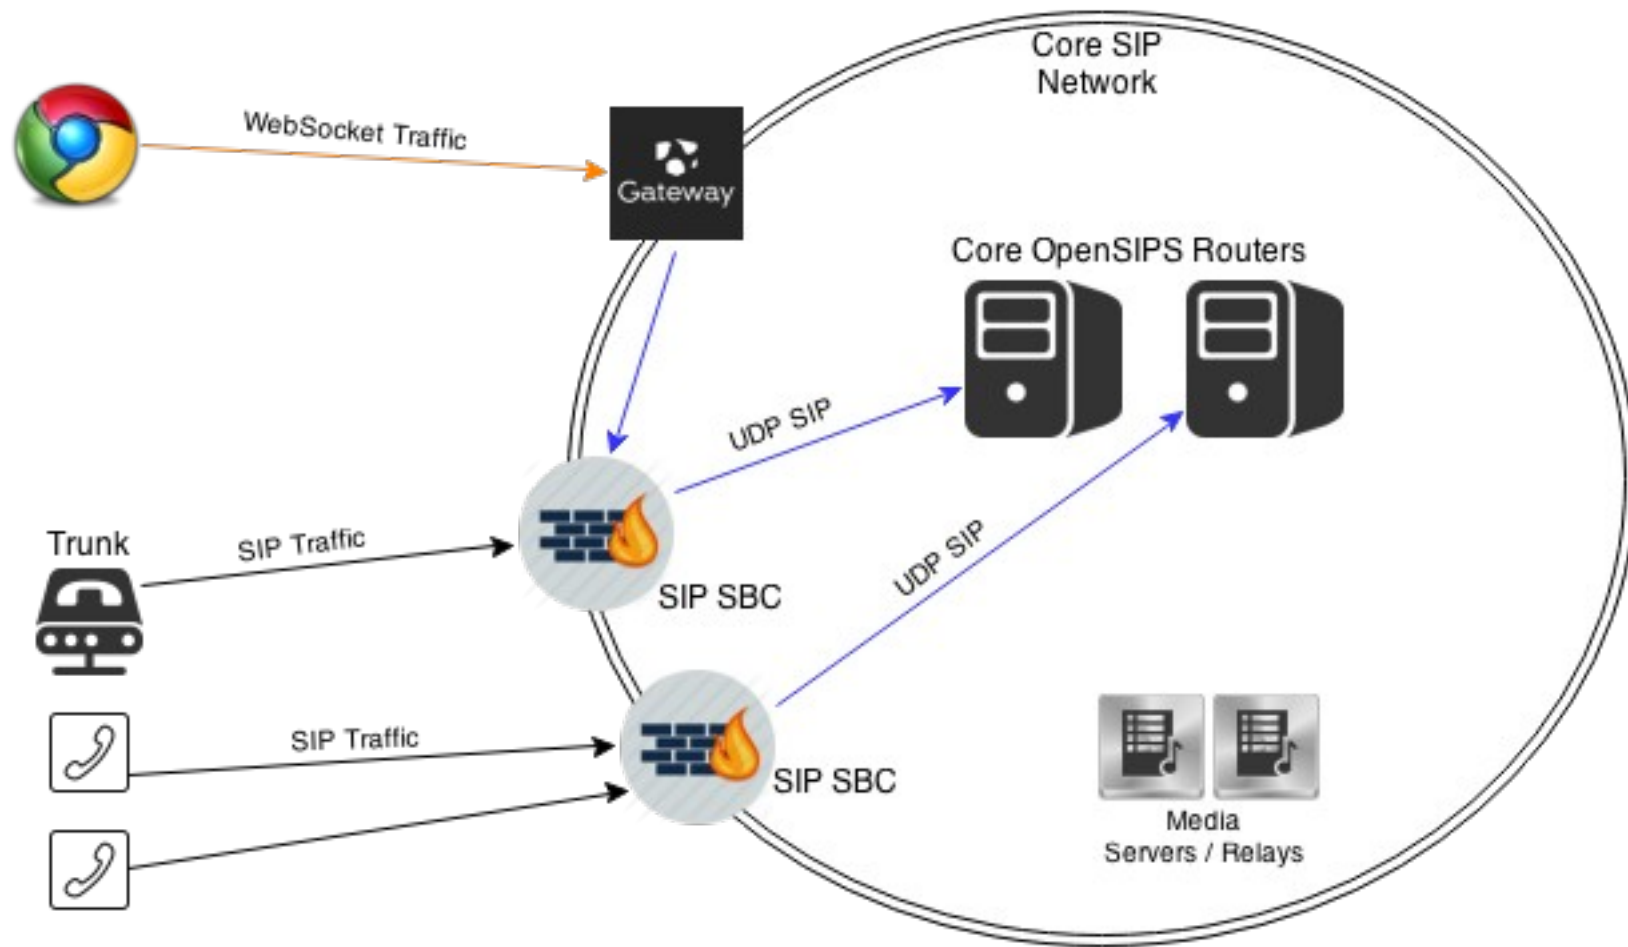 Core SIP
Network
WebSocket Traffic
Gateway
Core OpenSIPS Routers
UDP SIP
Trunk
SIP Traffic
UDP SIP
SIP SBC
SIP Traffic
SIP SBC
Media
Servers / Relays